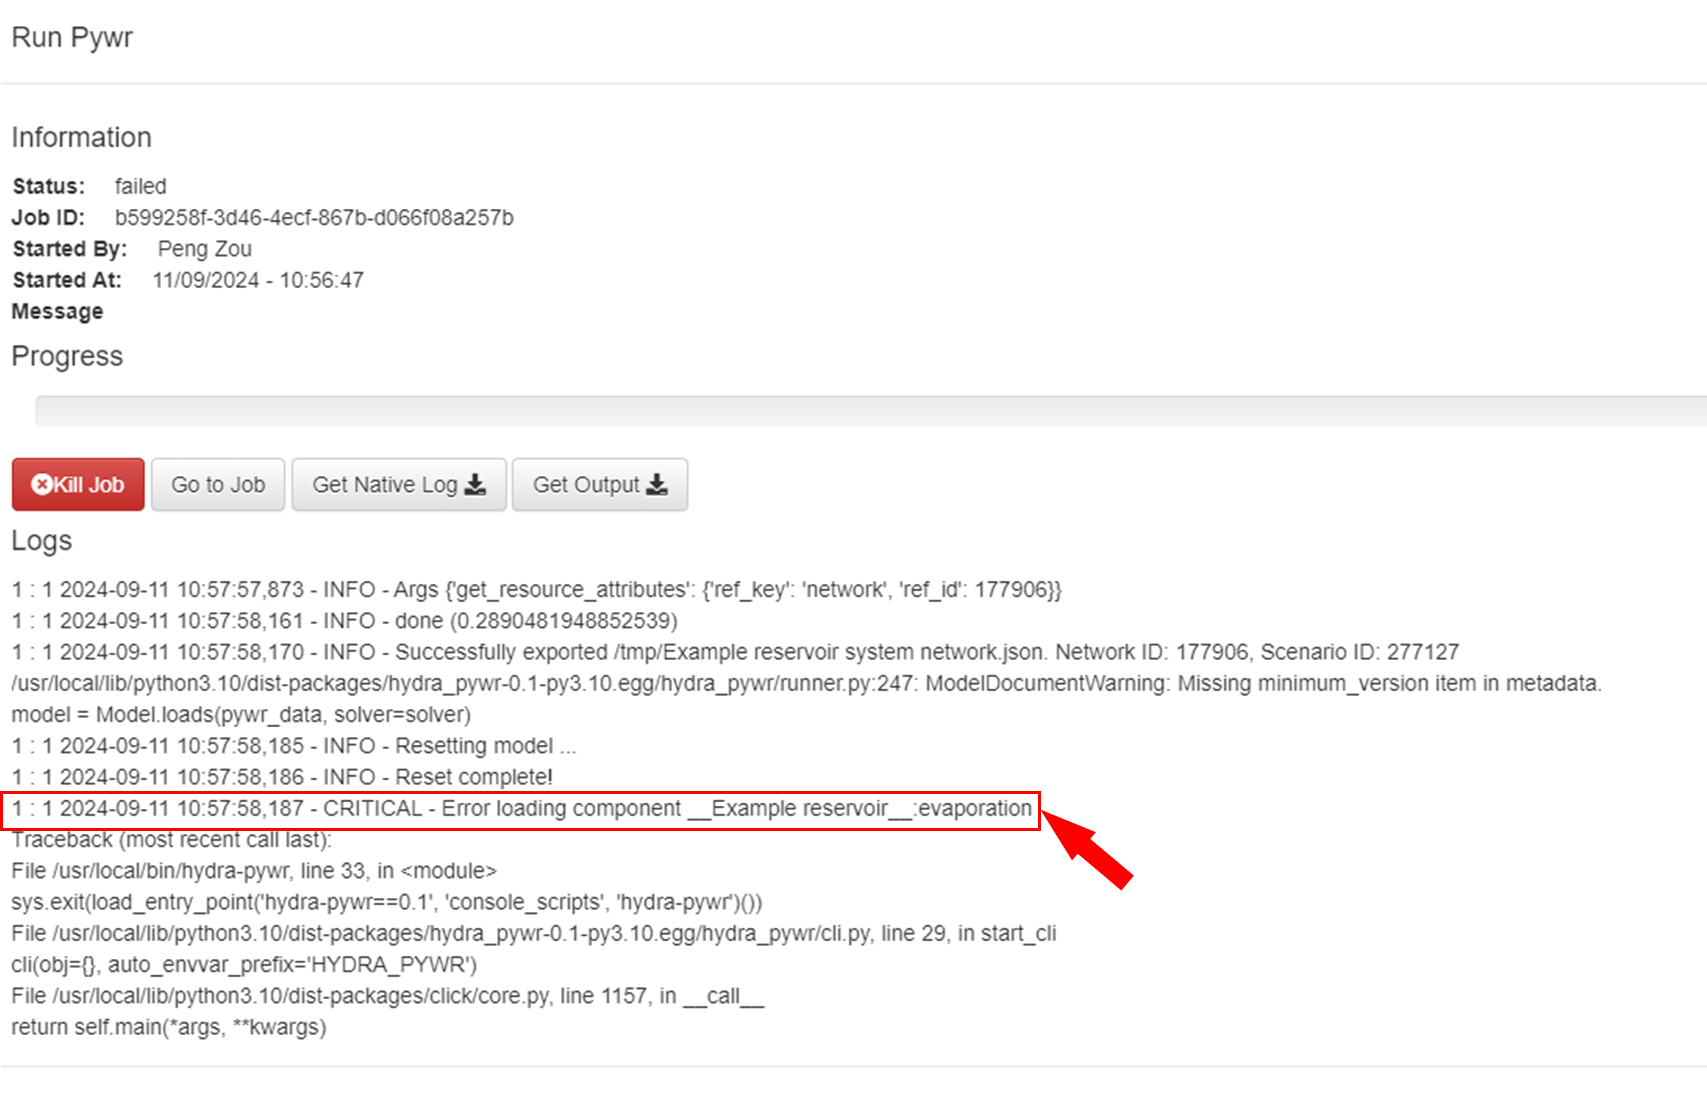 Run Pywr
Information
Status: failed
Job ID: b599258f-3d46-4ecf-867b-d066f08a257b
Started By: Peng Zou
Started At: 11/09/2024 - 10:56:47
Message
Progress
Kill Job Go to Job Get Native Log Get Output
Logs
1 : 1 2024-09-11 10:57:57,873 - INFO - Args {'get_resource_attributes': {'ref_key': 'network', 'ref_id': 177906}}
1 : 1 2024-09-11 10:57:58,161 - INFO - done (0.2890481948852539)
1 : 1 2024-09-11 10:57:58,170 - INFO - Successfully exported /tmp/Example reservoir system network.json. Network ID: 177906, Scenario ID: 277127
/usr/local/lib/python3.10/dist-packages/hydra_pywr-0.1-py3.10.egg/hydra_pywr/runner.py:247: ModelDocumentWarning: Missing minimum_version item in metadata.
model = Model.loads(pywr_data, solver=solver)
1 : 1 2024-09-11 10:57:58,185 - INFO - Resetting model ...
1 : 1 2024-09-11 10:57:58,186 - INFO - Reset complete!
1 : 1 2024-09-11 10:57:58,187 - CRITICAL - Error loading component __Example reservoir__:evaporation
Traceback (most recent call last):
File /usr/local/bin/hydra-pywr, line 33, in <module>
sys.exit(load_entry_point('hydra-pywr==0.1', 'console_scripts', 'hydra-pywr')())
File /usr/local/lib/python3.10/dist-packages/hydra_pywr-0.1-py3.10.egg/hydra_pywr/cli.py, line 29, in start_cli
cli(obj={}, auto_envvar_prefix='HYDRA_PYWR')
File /usr/local/lib/python3.10/dist-packages/click/core.py, line 1157, in __call__
return self.main(*args, **kwargs)